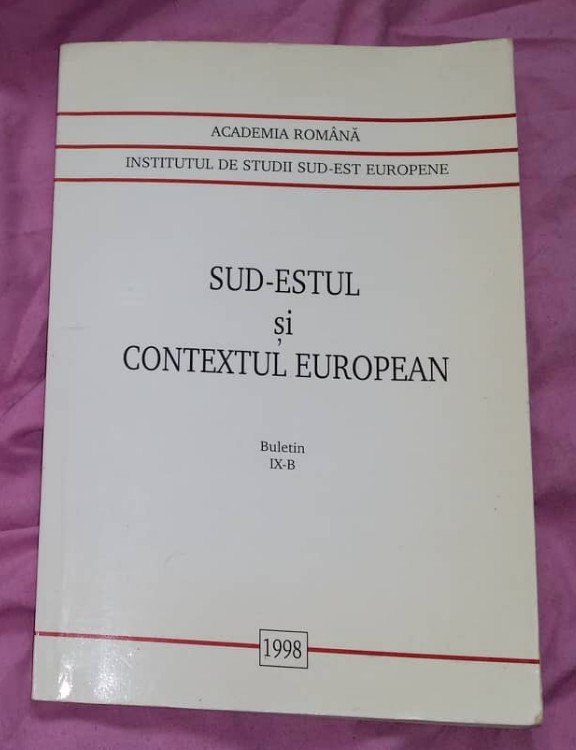 ACADEMIA ROMÂNĂ
INSTITUTUL DE STUDII SUD-EST EUROPENE
SUD-ESTUL
și
CONTEXTUL EUROPEAN
Buletin
IX-B
1998